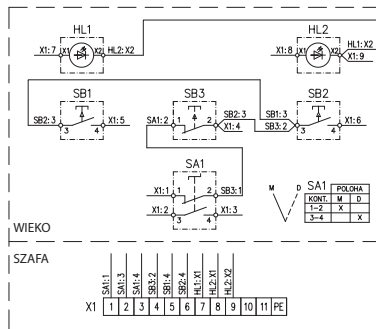 HL1 HL2
X1:7 X1 X2 HL2:X2 X1:8 X1 X2 HL1:X2
X1:9
SB1 SB3 SB2
SB2:3 3 4 X1:5 SA1:2 1 2 SB2:3 SB1:3 3 4 X1:6
X1:4 SB3:2
SA1
X1:1 1 2 SB3:1
X1:2 3 4 X1:3
M D SA1 POLOHA
KONT. M D
1-2 X
3-4 X
WIEKO
SZAFA
SA1:1 SA1:3 SA1:4 SB3:2 SB1:4 SB2:4 HL1:X1 HL2:X1 HL2:X2
X1 1 2 3 4 5 6 7 8 9 10 11 PE